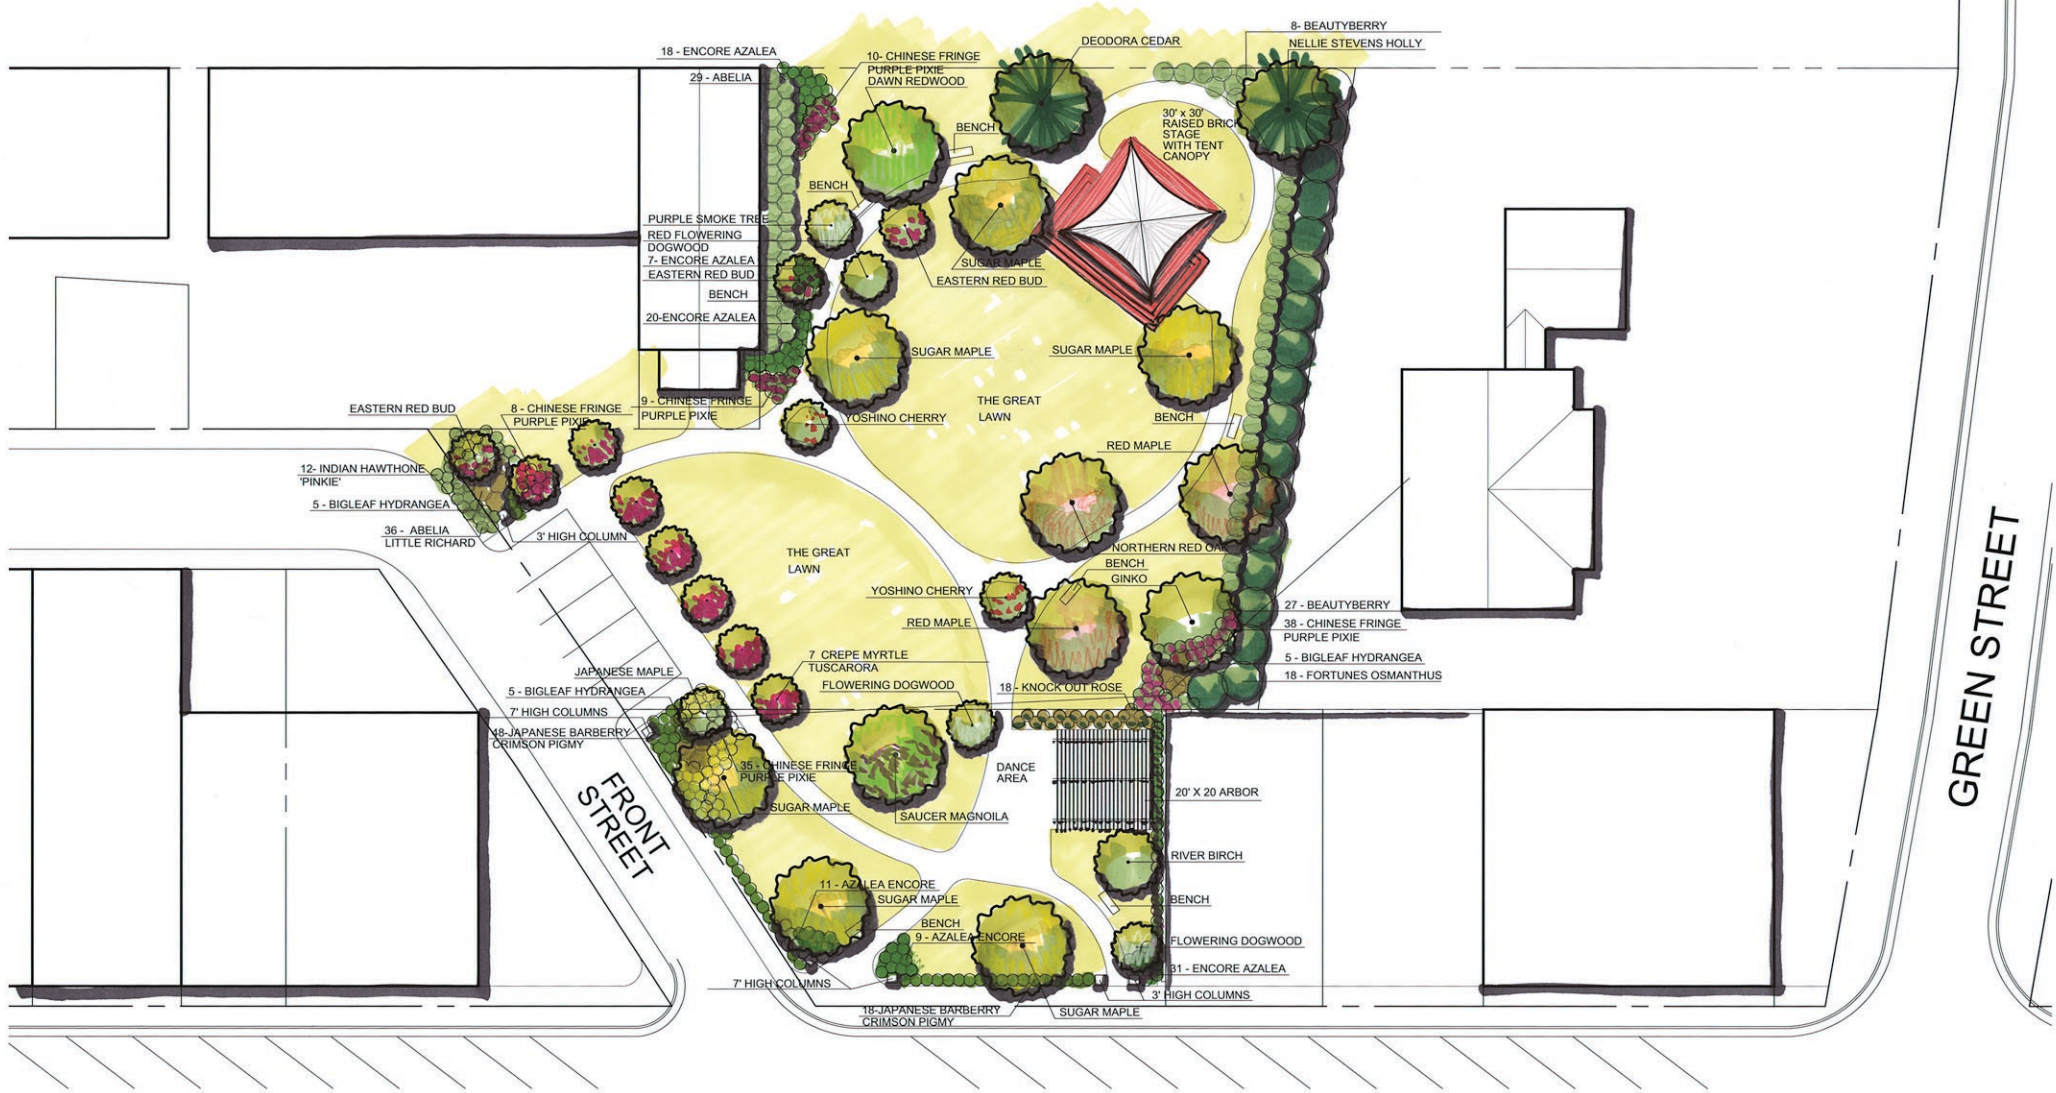 18 - ENCORE AZALEA
29 - ABELIA
10- CHINESE FRINGE
PURPLE PIXIE
DAWN REDWOOD
DEODORA CEDAR
8- BEAUTYBERRY
NELLIE STEVENS HOLLY
BENCH
30' x 30'
RAISED BRICK
STAGE
WITH TENT
CANOPY
BENCH
PURPLE SMOKE TREE
RED FLOWERING
DOGWOOD
7- ENCORE AZALEA
EASTERN RED BUD
BENCH
20-ENCORE AZALEA
SUGAR MAPLE
EASTERN RED BUD
SUGAR MAPLE
SUGAR MAPLE
THE GREAT
LAWN
EASTERN RED BUD
8 - CHINESE FRINGE
PURPLE PIXIE
9 - CHINESE FRINGE
PURPLE PIXIE
YOSHINO CHERRY
BENCH
RED MAPLE
12- INDIAN HAWTHONE
'PINKIE'
5 - BIGLEAF HYDRANGEA
36 - ABELIA
LITTLE RICHARD
3' HIGH COLUMN
THE GREAT
LAWN
NORTHERN RED OAK
BENCH
GINKO
YOSHINO CHERRY
RED MAPLE
27 - BEAUTYBERRY
38 - CHINESE FRINGE
PURPLE PIXIE
5 - BIGLEAF HYDRANGEA
18 - FORTUNES OSMANTHUS
7 CREPE MYRTLE
TUSCARORA
JAPANESE MAPLE
FLOWERING DOGWOOD
18 - KNOCK OUT ROSE
5 - BIGLEAF HYDRANGEA
7' HIGH COLUMNS
48-JAPANESE BARBERRY
CRIMSON PIGMY
35 - CHINESE FRINGE
PURPLE PIXIE
SUGAR MAPLE
SAUCER MAGNOILA
DANCE
AREA
20' X 20 ARBOR
FRONT
STREET
GREEN STREET
RIVER BIRCH
11 - AZALEA ENCORE
SUGAR MAPLE
BENCH
BENCH
9 - AZALEA ENCORE
FLOWERING DOGWOOD
31 - ENCORE AZALEA
7' HIGH COLUMNS
3' HIGH COLUMNS
18-JAPANESE BARBERRY
CRIMSON PIGMY
SUGAR MAPLE